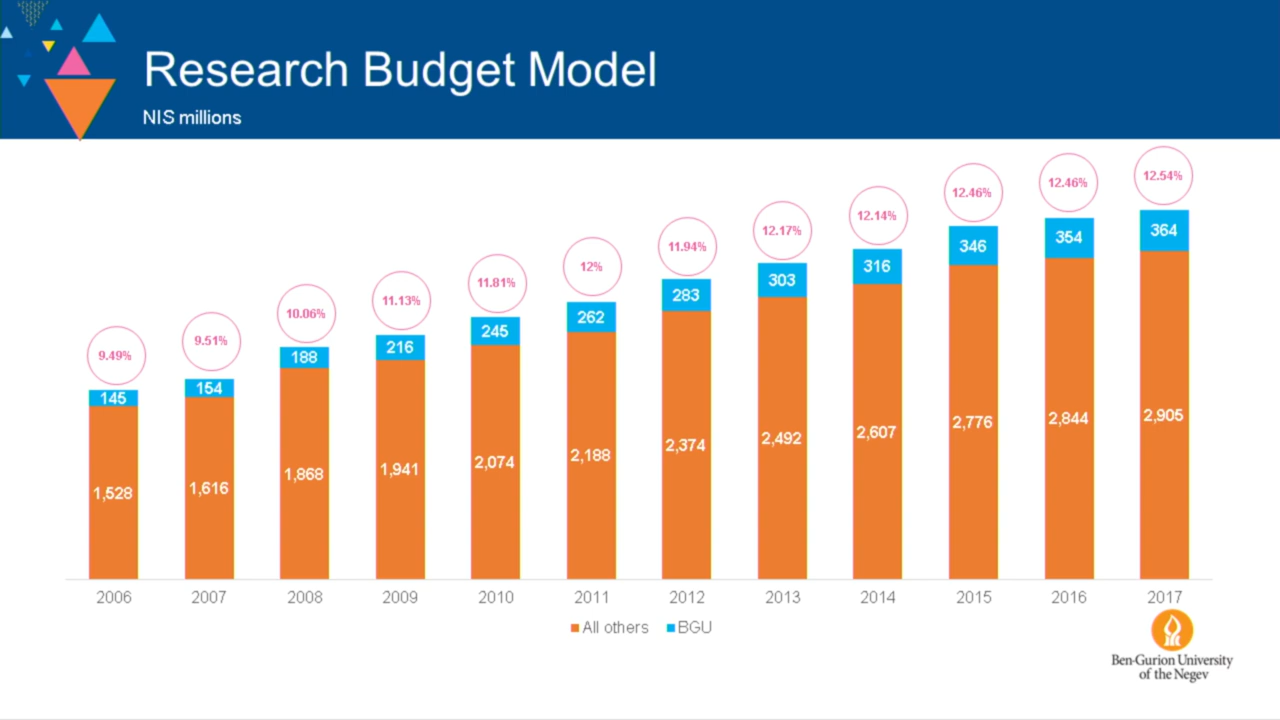 Research Budget Model
NIS millions
9.49% 9.51% 10.06% 11.13% 11.81% 12% 11.94% 12.17% 12.14% 12.46% 12.46% 12.54%
145 154 188 216 245 262 283 303 316 346 354 364
1,528 1,616 1,868 1,941 2,074 2,188 2,374 2,492 2,607 2,776 2,844 2,905
2006 2007 2008 2009 2010 2011 2012 2013 2014 2015 2016 2017
All others BGU
Ben-Gurion University
of the Negev